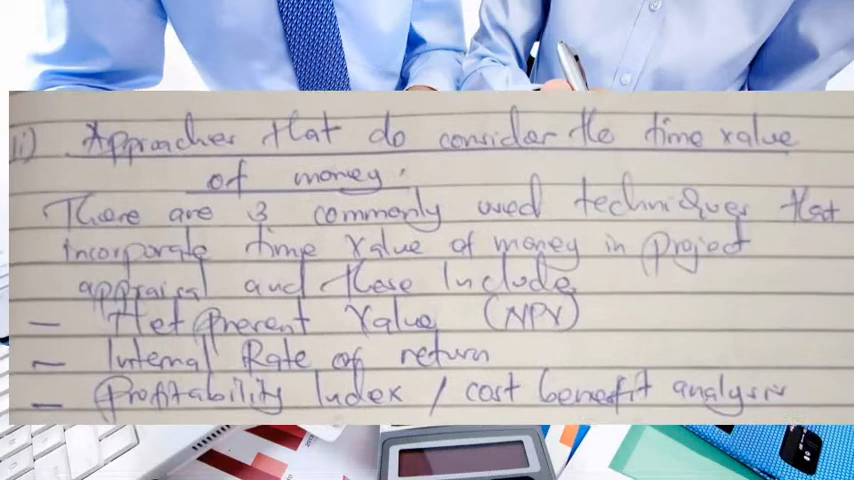 ii) Approaches that do consider the time value
of money.
There are 3 commonly used techniques that
incorporate time value of money in project
appraisal and these include
– Net Present Value (NPV)
– Internal Rate of return
– Profitability Index / cost benefit analysis